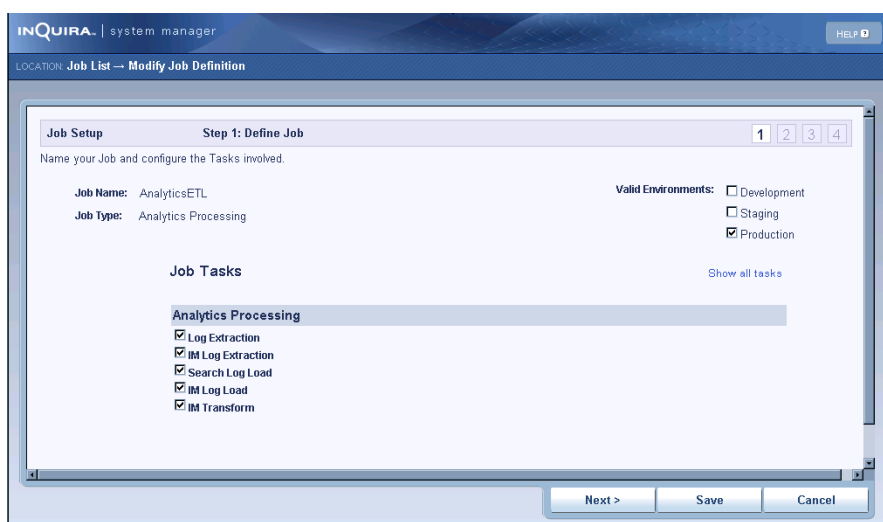 INQUIRA. | system manager
HELP ?
LOCATION: Job List → Modify Job Definition
Job Setup Step 1: Define Job 1 2 3 4
Name your Job and configure the Tasks involved.
Job Name: AnalyticsETL Valid Environments: Development
Job Type: Analytics Processing Staging
Production
Job Tasks Show all tasks
Analytics Processing
Log Extraction
IM Log Extraction
Search Log Load
IM Log Load
IM Transform
Next > Save Cancel